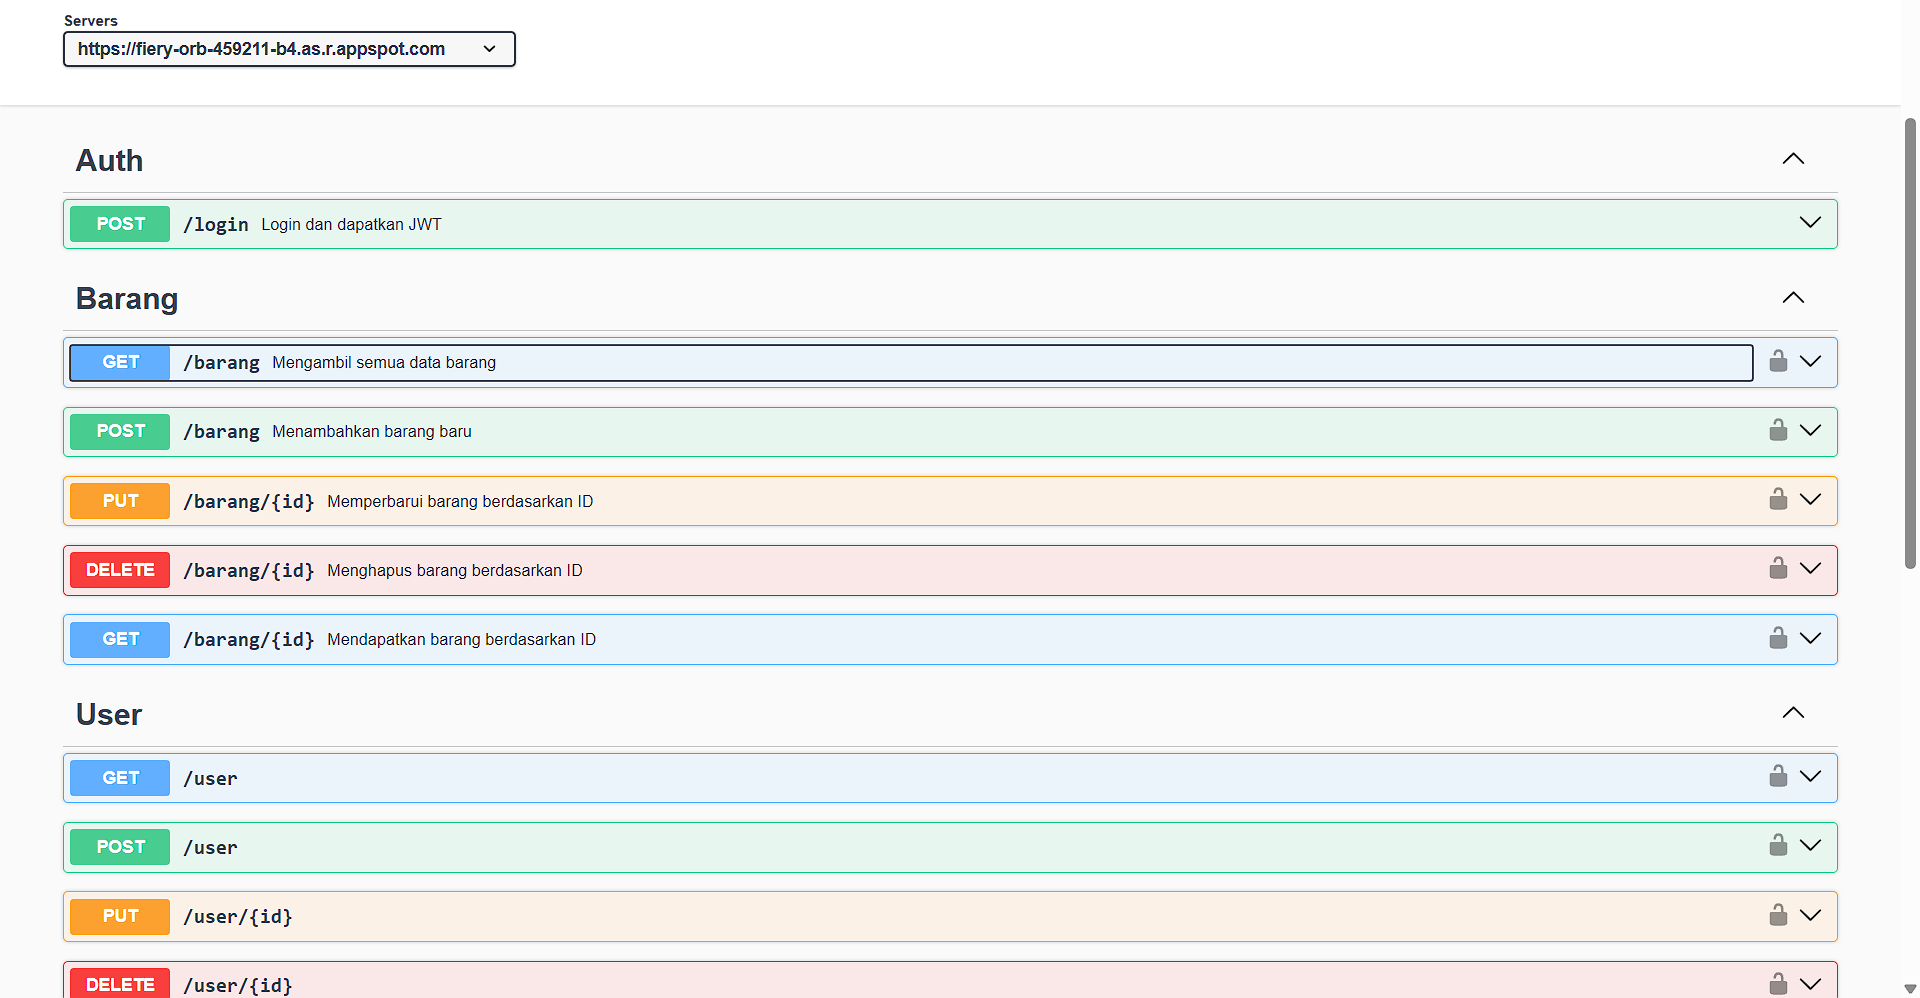 Servers
https://fiery-orb-459211-b4.as.r.appspot.com
Auth
POST /login Login dan dapatkan JWT
Barang
GET /barang Mengambil semua data barang
POST /barang Menambahkan barang baru
PUT /barang/{id} Memperbarui barang berdasarkan ID
DELETE /barang/{id} Menghapus barang berdasarkan ID
GET /barang/{id} Mendapatkan barang berdasarkan ID
User
GET /user
POST /user
PUT /user/{id}
DELETE /user/{id}